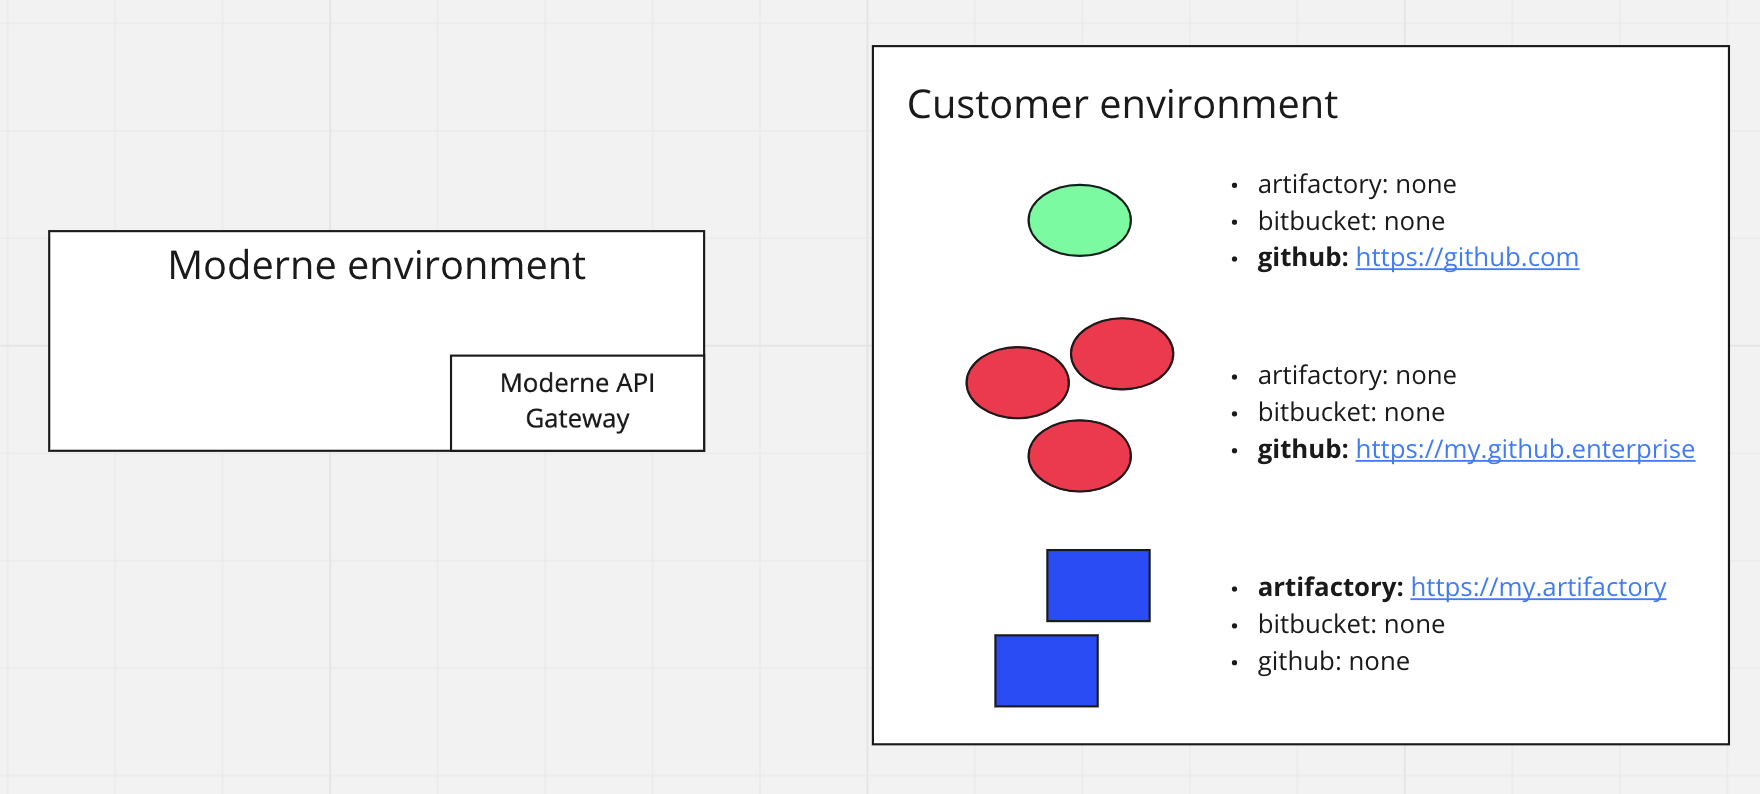 Moderne environment
Moderne API
Gateway
Customer environment
• artifactory: none
• bitbucket: none
• github: https://github.com
• artifactory: none
• bitbucket: none
• github: https://my.github.enterprise
• artifactory: https://my.artifactory
• bitbucket: none
• github: none